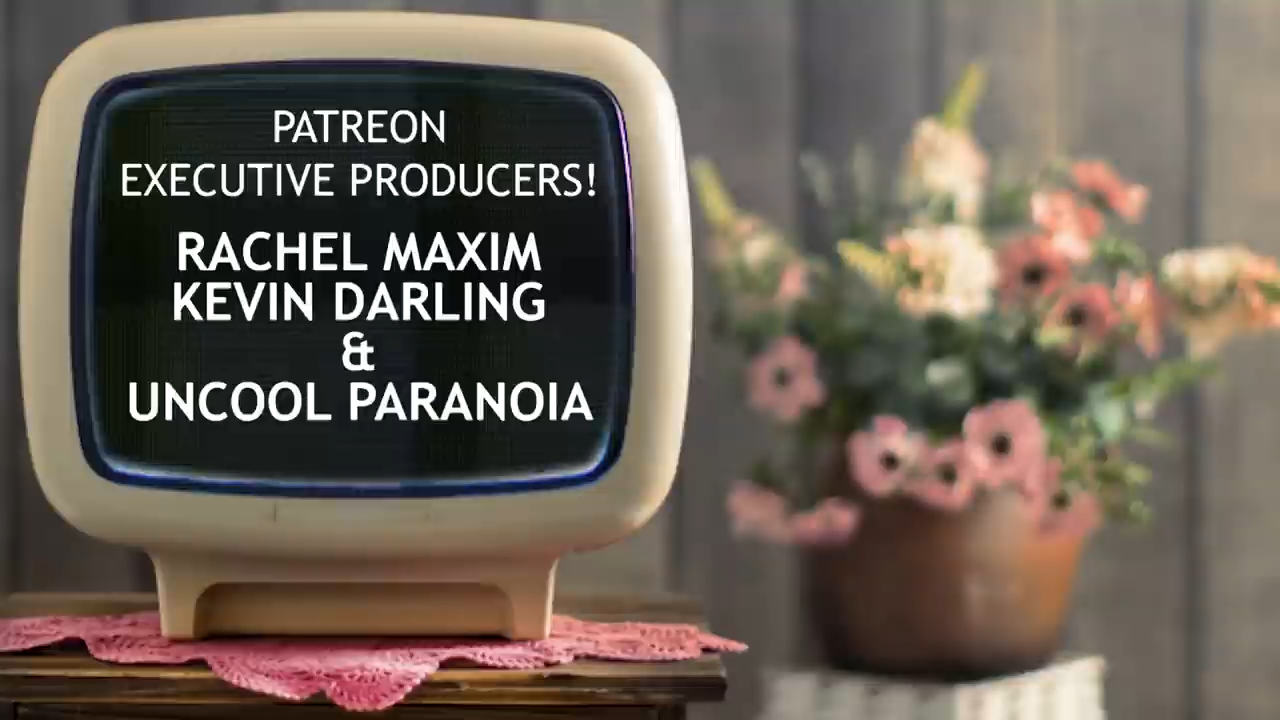 PATREON
EXECUTIVE PRODUCERS!
RACHEL MAXIM
KEVIN DARLING
&
UNCOOL PARANOIA